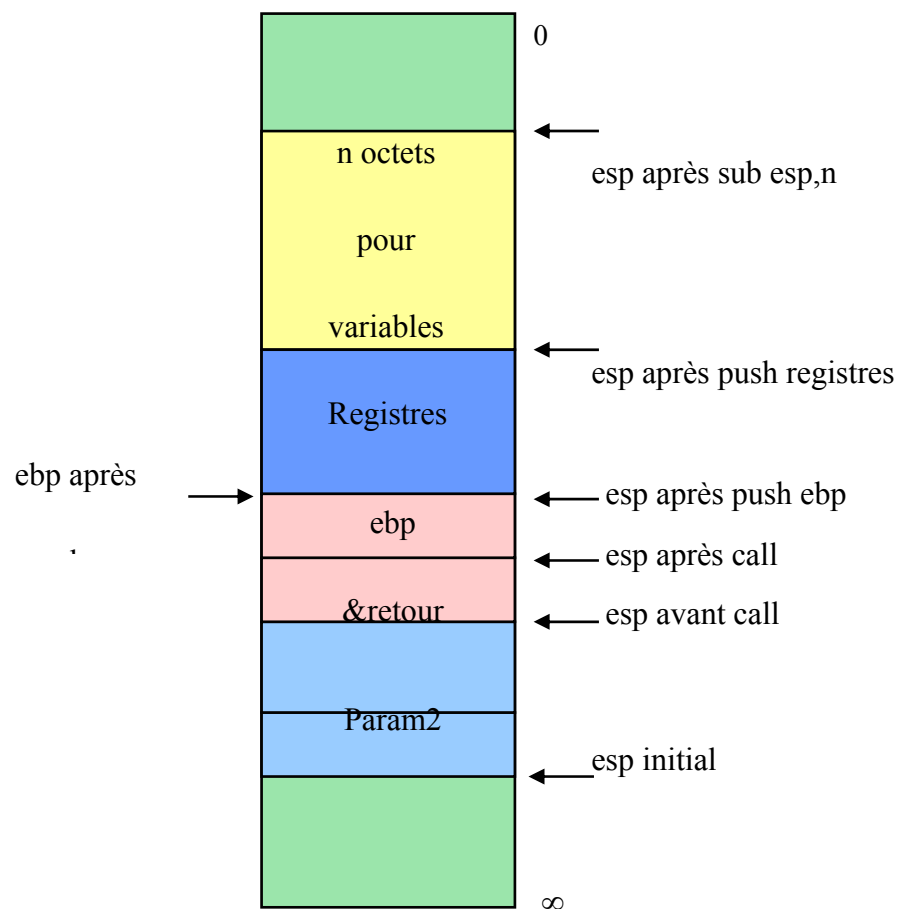 0
n octets
esp après sub esp,n
pour
variables
esp après push registres
Registres
ebp après
esp après push ebp
ebp
esp après call
&retour
esp avant call
Param2
esp initial
∞